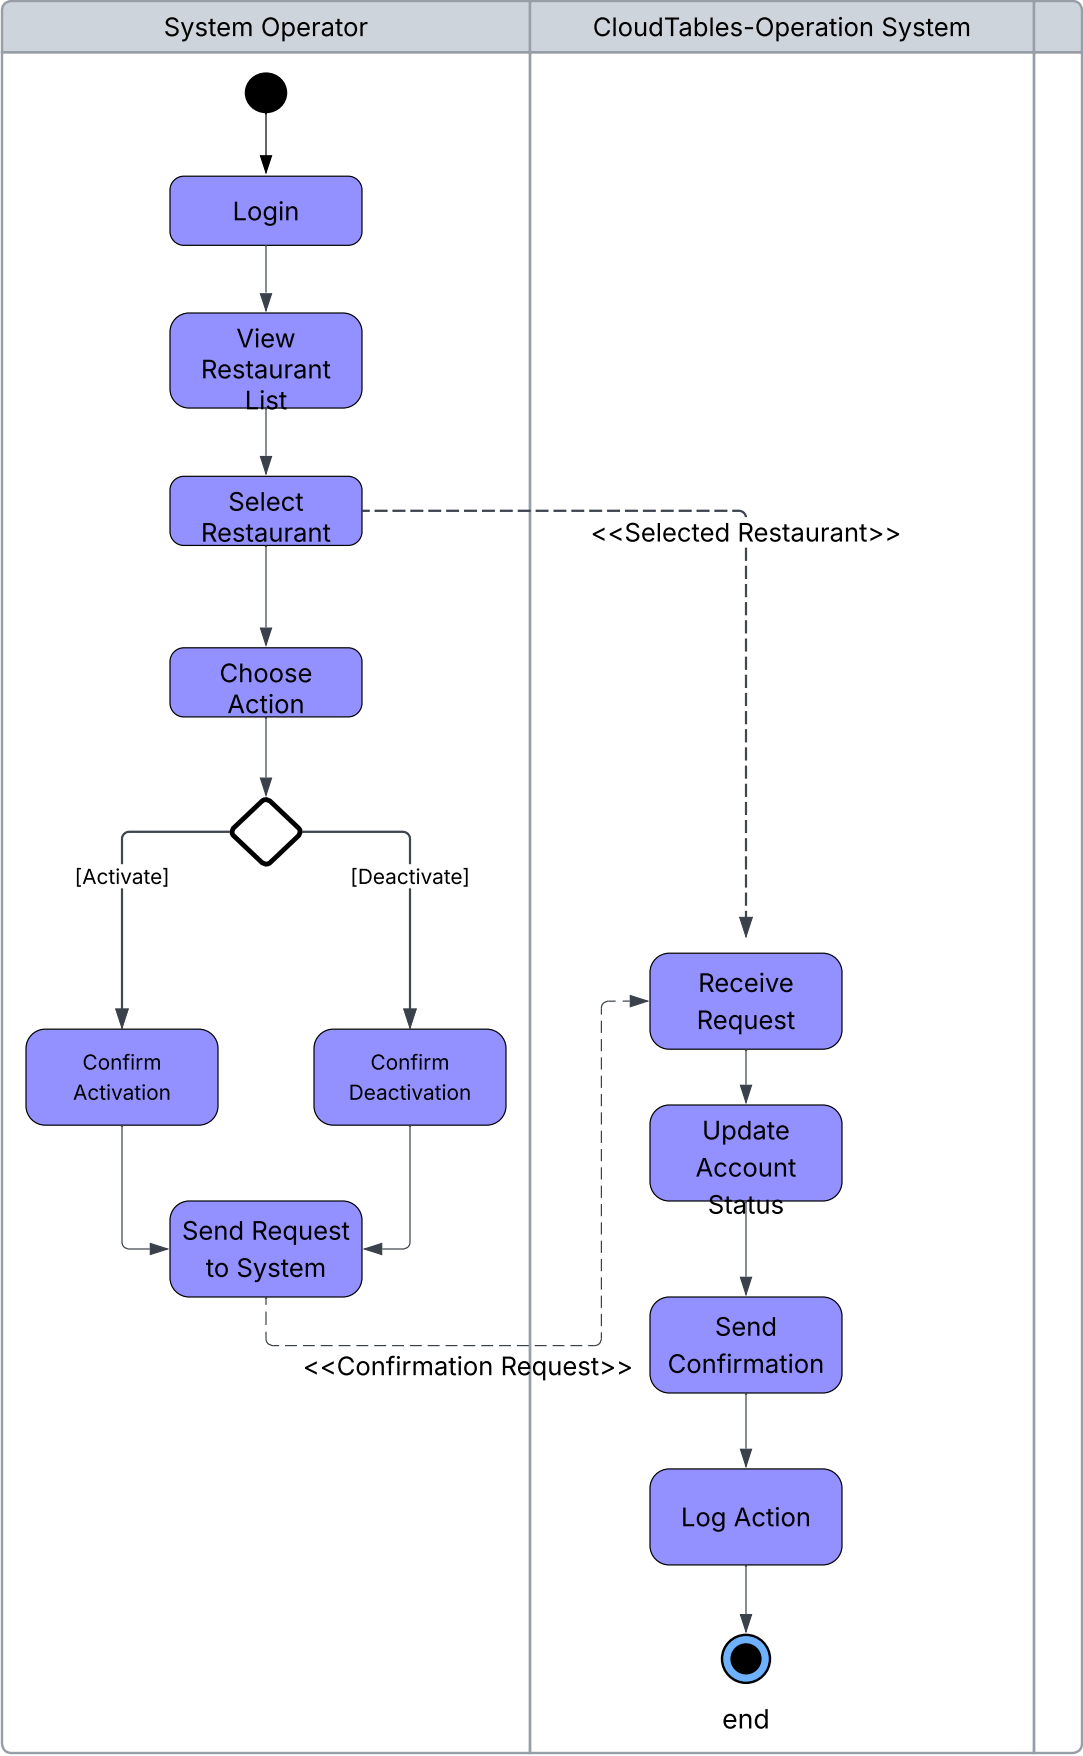 System Operator
CloudTables-Operation System
Login
View
Restaurant
List
Select
Restaurant
<<Selected Restaurant>>
Choose
Action
[Activate]
[Deactivate]
Receive
Request
Confirm
Activation
Confirm
Deactivation
Update
Account
Status
Send Request
to System
Send
Confirmation
<<Confirmation Request>>
Log Action
end